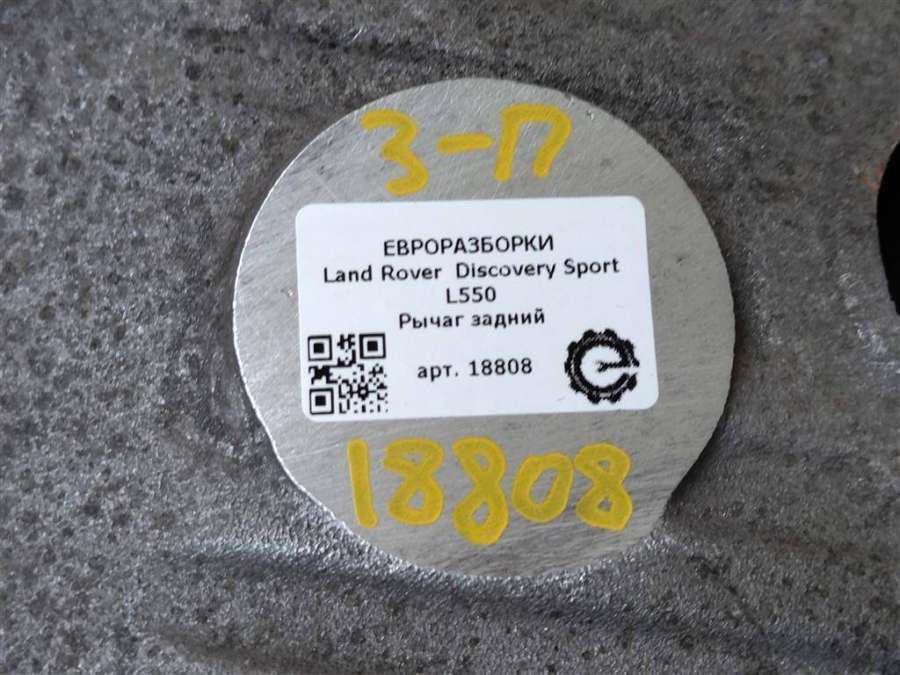 З-П
ЕВРОРАЗБОРКИ
Land Rover Discovery Sport
L550
Рычаг задний
арт. 18808
18808